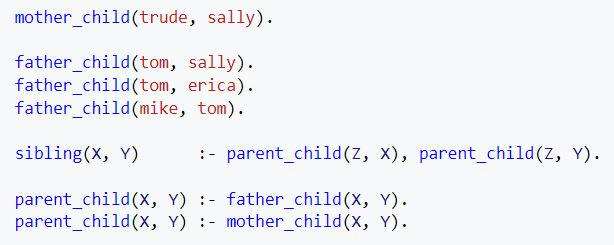 mother_child(trude, sally).
father_child(tom, sally).
father_child(tom, erica).
father_child(mike, tom).
sibling(X, Y)      :- parent_child(Z, X), parent_child(Z, Y).
parent_child(X, Y) :- father_child(X, Y).
parent_child(X, Y) :- mother_child(X, Y).